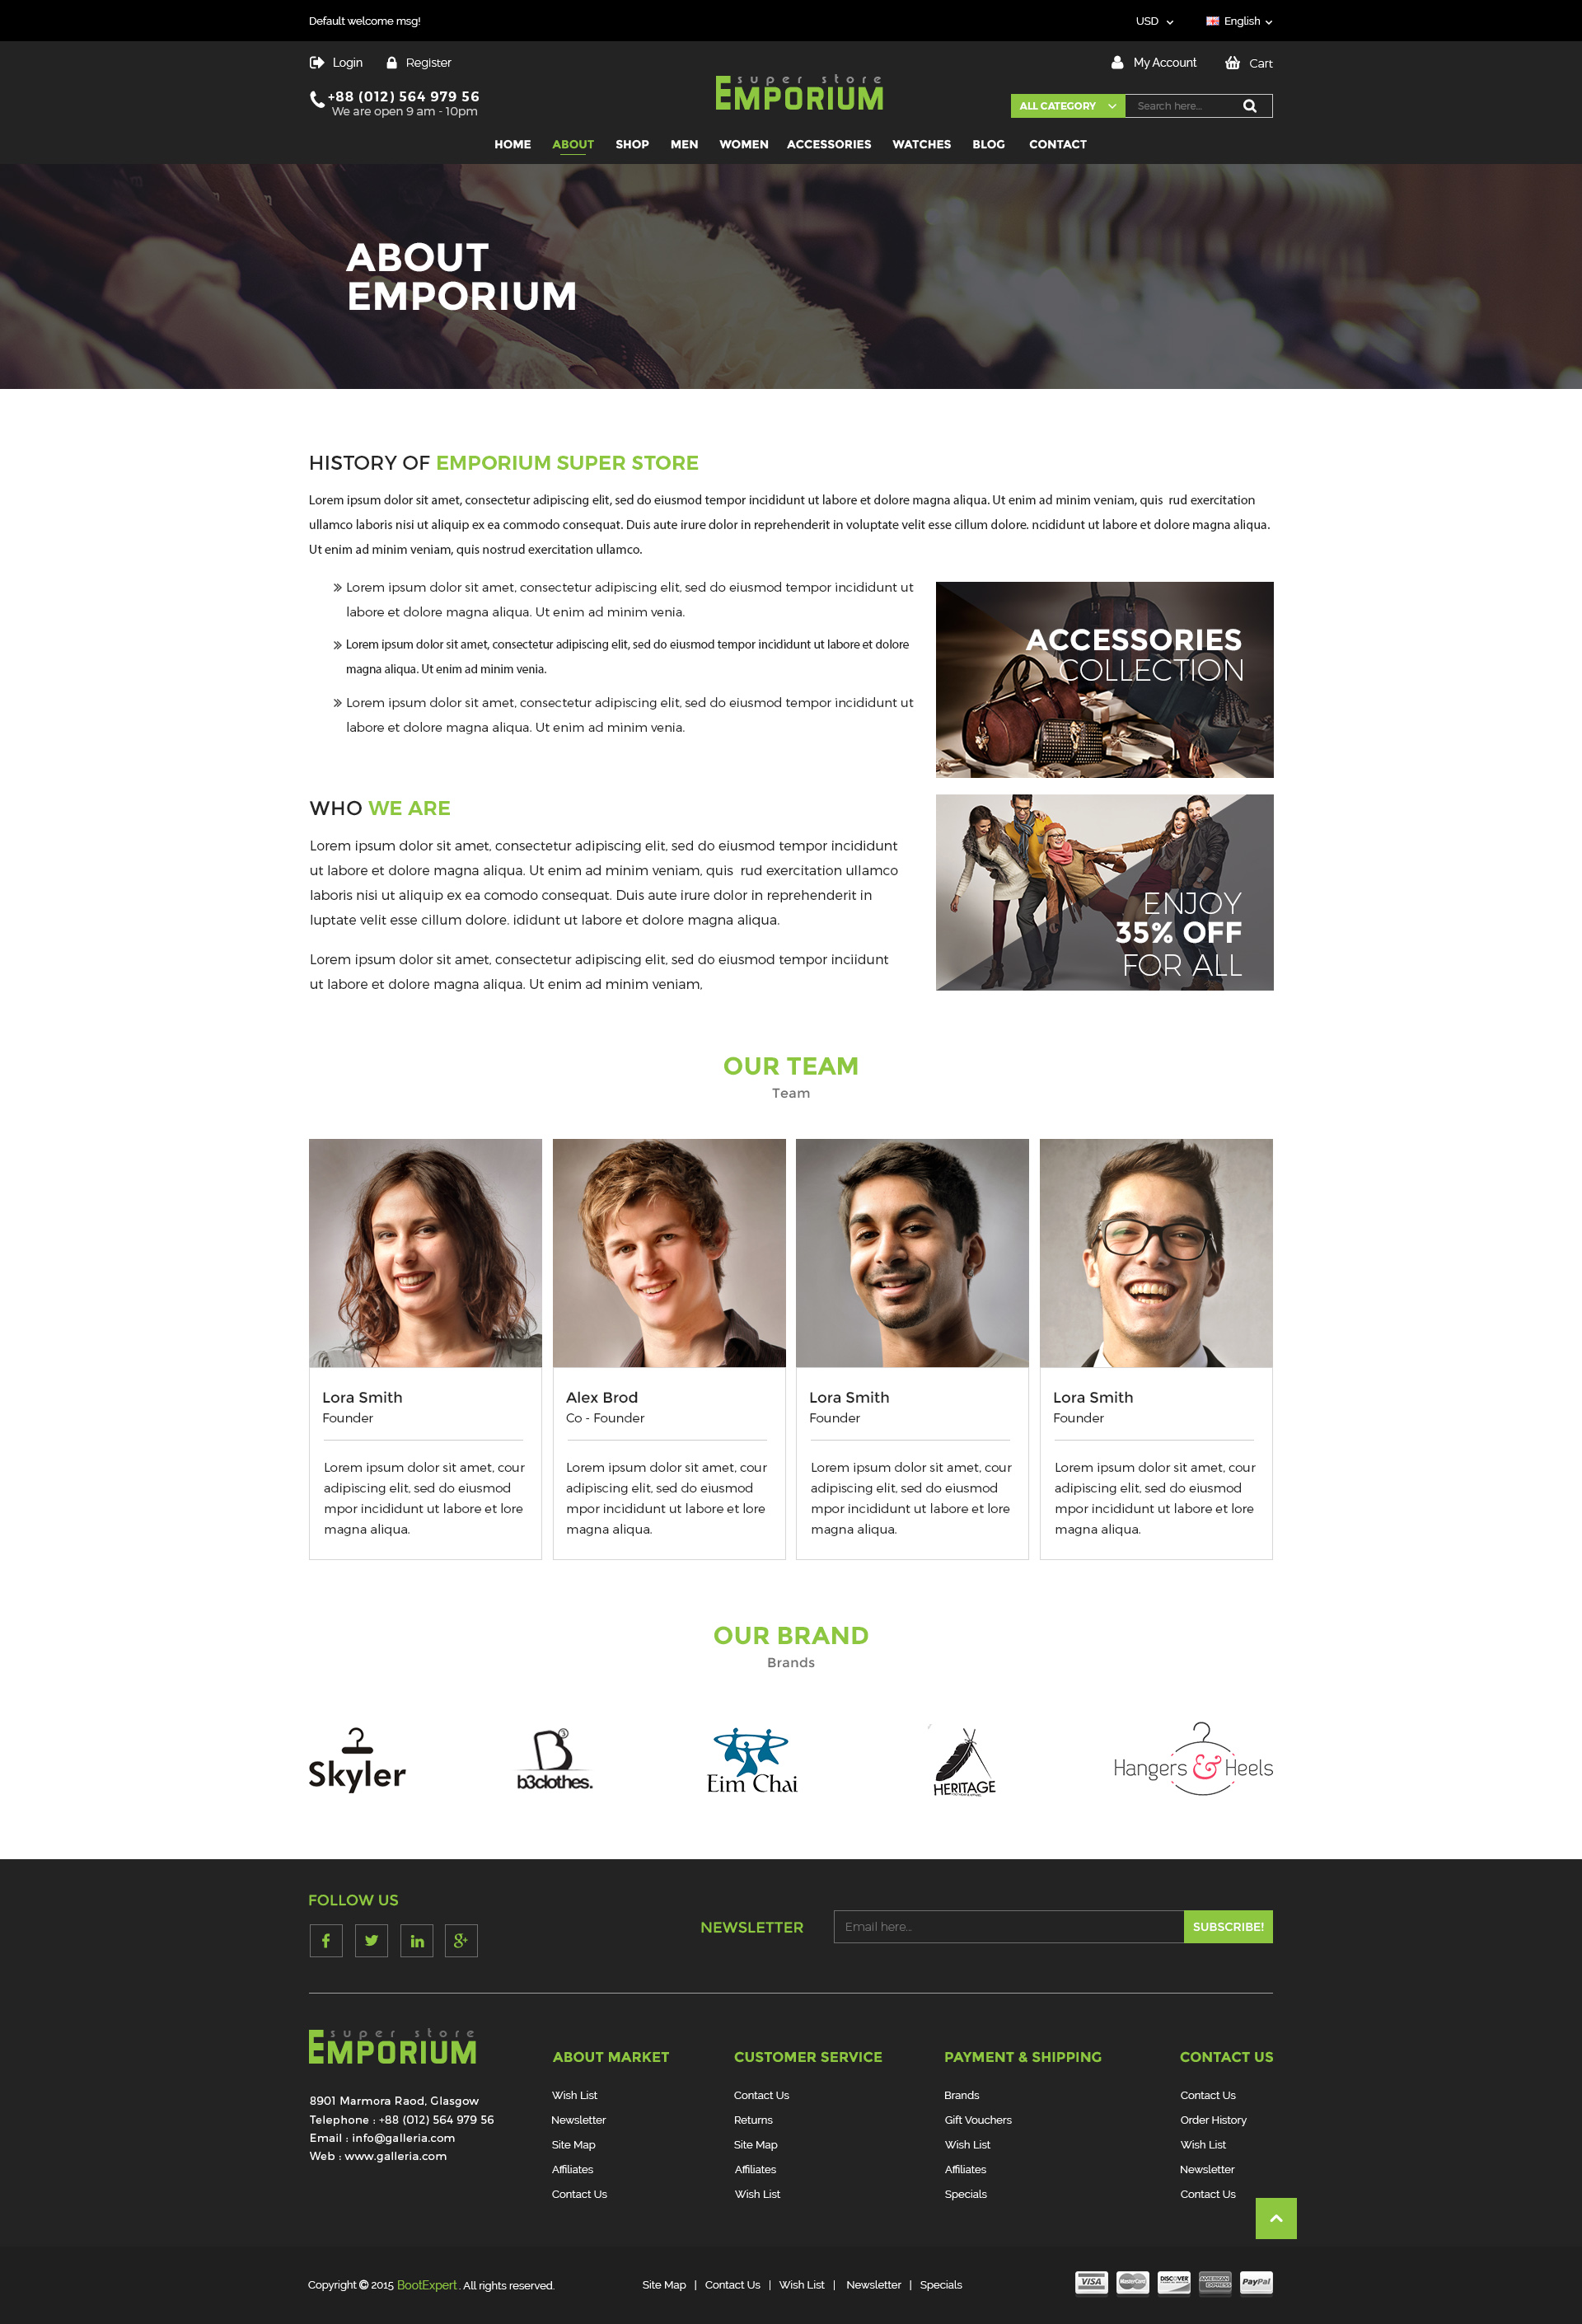 Default welcome msg!
USD English
Login Register
My Account Cart
+88 (012) 564 979 56
We are open 9 am - 10pm
super store
EMPORIUM
ALL CATEGORY Search here...
HOME ABOUT SHOP MEN WOMEN ACCESSORIES WATCHES BLOG CONTACT
ABOUT
EMPORIUM
HISTORY OF EMPORIUM SUPER STORE
Lorem ipsum dolor sit amet, consectetur adipiscing elit, sed do eiusmod tempor incididunt ut labore et dolore magna aliqua. Ut enim ad minim veniam, quis rud exercitation
ullamco laboris nisi ut aliquip ex ea commodo consequat. Duis aute irure dolor in reprehenderit in voluptate velit esse cillum dolore. ncididunt ut labore et dolore magna aliqua.
Ut enim ad minim veniam, quis nostrud exercitation ullamco.
» Lorem ipsum dolor sit amet, consectetur adipiscing elit, sed do eiusmod tempor incididunt ut
labore et dolore magna aliqua. Ut enim ad minim venia.
» Lorem ipsum dolor sit amet, consectetur adipiscing elit, sed do eiusmod tempor incididunt ut labore et dolore
magna aliqua. Ut enim ad minim venia.
» Lorem ipsum dolor sit amet, consectetur adipiscing elit, sed do eiusmod tempor incididunt ut
labore et dolore magna aliqua. Ut enim ad minim venia.
ACCESSORIES
COLLECTION
WHO WE ARE
Lorem ipsum dolor sit amet, consectetur adipiscing elit, sed do eiusmod tempor incididunt
ut labore et dolore magna aliqua. Ut enim ad minim veniam, quis rud exercitation ullamco
laboris nisi ut aliquip ex ea comodo consequat. Duis aute irure dolor in reprehenderit in
luptate velit esse cillum dolore. ididunt ut labore et dolore magna aliqua.
Lorem ipsum dolor sit amet, consectetur adipiscing elit, sed do eiusmod tempor inciidunt
ut labore et dolore magna aliqua. Ut enim ad minim veniam,
ENJOY
35% OFF
FOR ALL
OUR TEAM
Team
Lora Smith
Founder
Lorem ipsum dolor sit amet, cour
adipiscing elit, sed do eiusmod
mpor incididunt ut labore et lore
magna aliqua.
Alex Brod
Co - Founder
Lorem ipsum dolor sit amet, cour
adipiscing elit, sed do eiusmod
mpor incididunt ut labore et lore
magna aliqua.
Lora Smith
Founder
Lorem ipsum dolor sit amet, cour
adipiscing elit, sed do eiusmod
mpor incididunt ut labore et lore
magna aliqua.
Lora Smith
Founder
Lorem ipsum dolor sit amet, cour
adipiscing elit, sed do eiusmod
mpor incididunt ut labore et lore
magna aliqua.
OUR BRAND
Brands
Skyler
B3
b3clothes.
Eim Chai
HERITAGE
Hangers & Heels
FOLLOW US
NEWSLETTER Email here... SUBSCRIBE!
super store
EMPORIUM
8901 Marmora Raod, Glasgow
Telephone : +88 (012) 564 979 56
Email : info@galleria.com
Web : www.galleria.com
ABOUT MARKET
Wish List
Newsletter
Site Map
Affiliates
Contact Us
CUSTOMER SERVICE
Contact Us
Returns
Site Map
Affiliates
Wish List
PAYMENT & SHIPPING
Brands
Gift Vouchers
Wish List
Affiliates
Specials
CONTACT US
Contact Us
Order History
Wish List
Newsletter
Contact Us
Copyright © 2015 BootExpert . All rights reserved.
Site Map | Contact Us | Wish List | Newsletter | Specials
VISA MasterCard DISCOVER AMERICAN EXPRESS PayPal